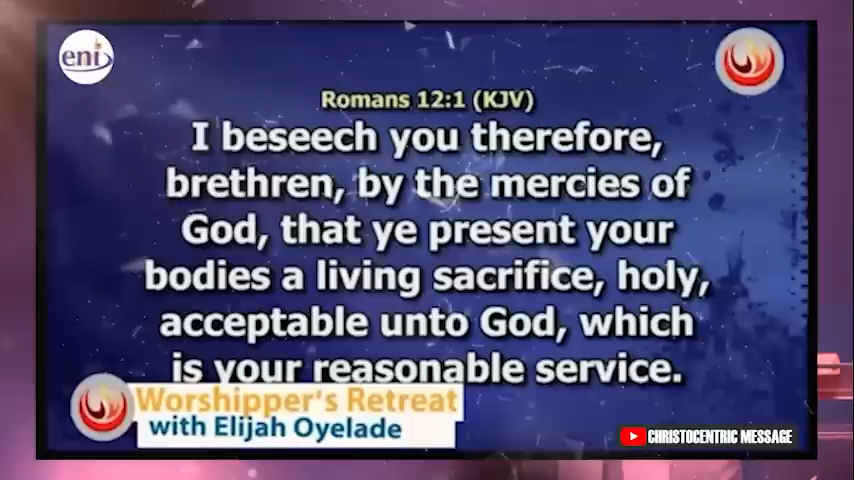 eni
Romans 12:1 (KJV)
I beseech you therefore,
brethren, by the mercies of
God, that ye present your
bodies a living sacrifice, holy,
acceptable unto God, which
is your reasonable service.
Worshipper's Retreat
with Elijah Oyelade
CHRISTOCENTRIC MESSAGE